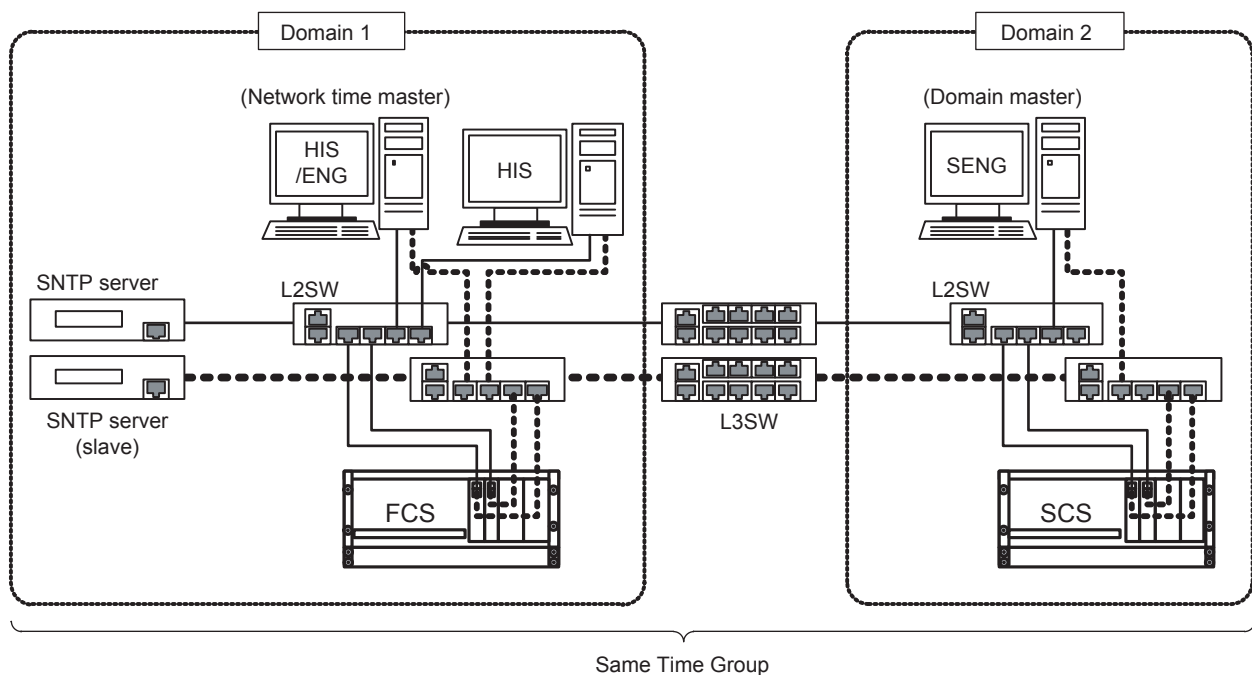 Domain 1
Domain 2
(Network time master)
(Domain master)
HIS
/ENG
HIS
SENG
SNTP server
L2SW
L2SW
SNTP server
(slave)
L3SW
FCS
SCS
Same Time Group